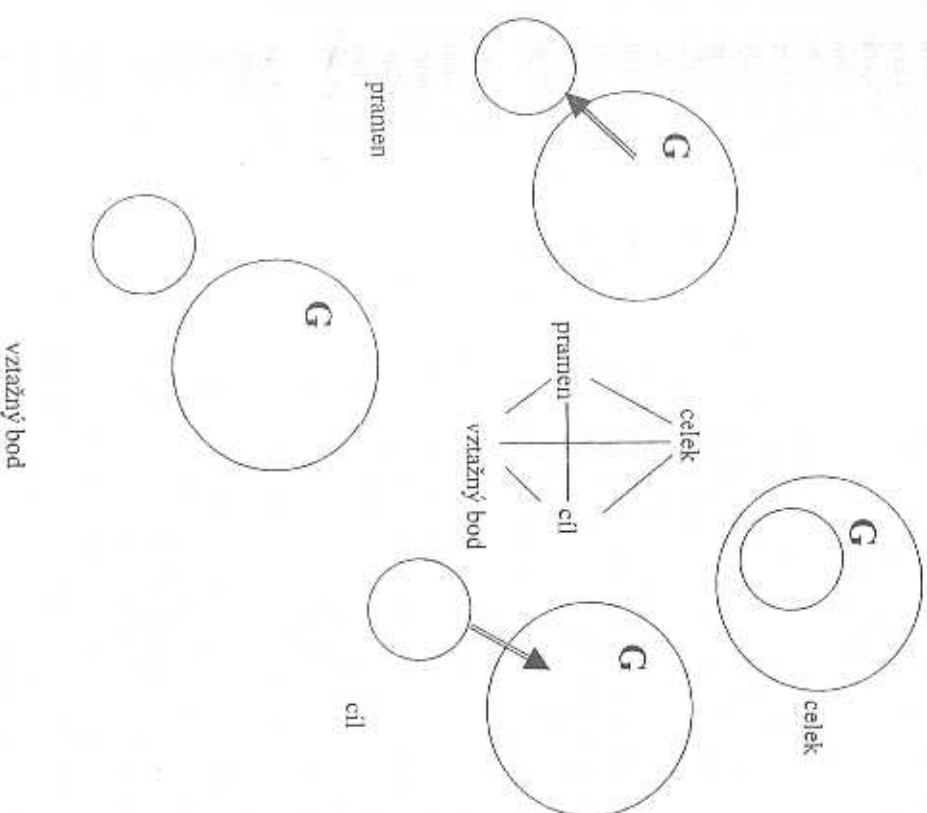 G
celek
celek
G
G
pramen
cíl
vztažný bod
pramen
cíl
G
vztažný bod